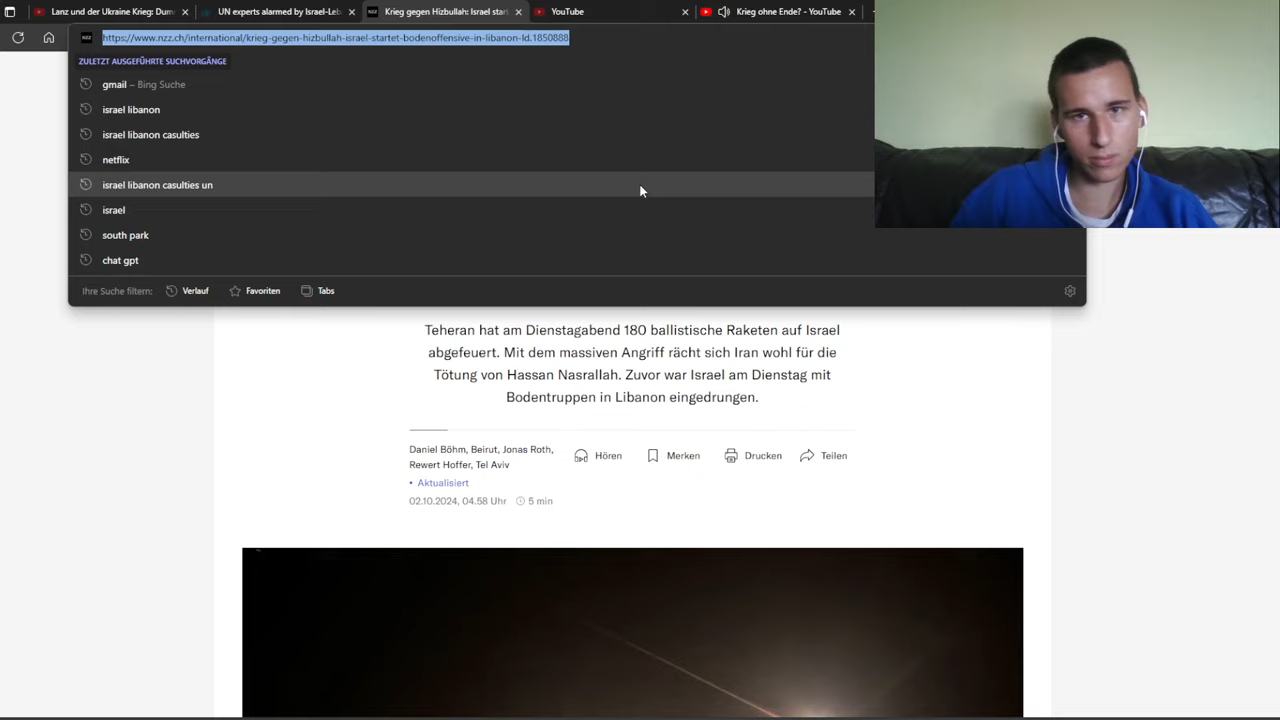 Lanz und der Ukraine Krieg: Dum
UN experts alarmed by Israel-Leb
Krieg gegen Hizbullah: Israel star
YouTube
Krieg ohne Ende? - YouTube
https://www.nzz.ch/international/krieg-gegen-hizbullah-israel-startet-bodenoffensive-in-libanon-ld.1850888
ZULETZT AUSGEFÜHRTE SUCHVORGÄNGE
gmail – Bing Suche
israel libanon
israel libanon casulties
netflix
israel libanon casulties un
israel
south park
chat gpt
Ihre Suche filtern: Verlauf Favoriten Tabs
Teheran hat am Dienstagabend 180 ballistische Raketen auf Israel
abgefeuert. Mit dem massiven Angriff rächt sich Iran wohl für die
Tötung von Hassan Nasrallah. Zuvor war Israel am Dienstag mit
Bodentruppen in Libanon eingedrungen.
Daniel Böhm, Beirut, Jonas Roth,
Rewert Hoffer, Tel Aviv
Hören Merken Drucken Teilen
• Aktualisiert
02.10.2024, 04.58 Uhr 5 min